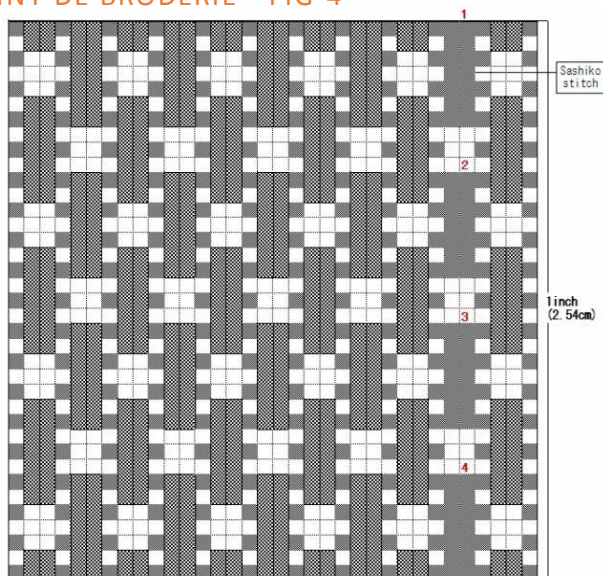 INT DE BRODERIE - FIG 4
1
Sashiko
stitch
2
1inch
(2.54cm)
3
4